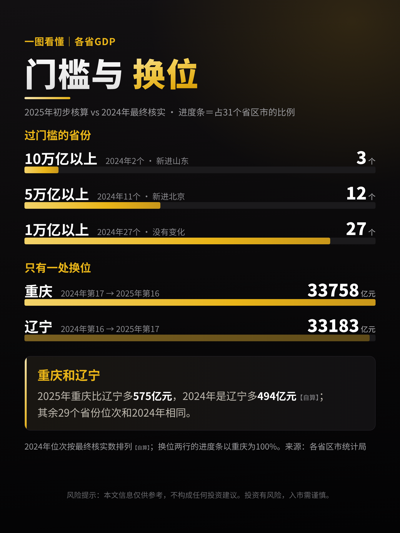 一图看懂｜各省GDP
门槛与 换位
2025年初步核算 vs 2024年最终核实 · 进度条＝占31个省区市的比例
过门槛的省份
10万亿以上 2024年2个 · 新进山东 3个
5万亿以上 2024年11个 · 新进北京 12个
1万亿以上 2024年27个 · 没有变化 27个
只有一处换位
重庆 2024年第17 → 2025年第16 33758亿元
辽宁 2024年第16 → 2025年第17 33183亿元
重庆和辽宁
2025年重庆比辽宁多575亿元，2024年是辽宁多494亿元【自算】；
其余29个省份位次和2024年相同。
2024年位次按最终核实数排列【自算】；换位两行的进度条以重庆为100%。来源：各省区市统计局
风险提示：本文信息仅供参考，不构成任何投资建议。投资有风险，入市需谨慎。